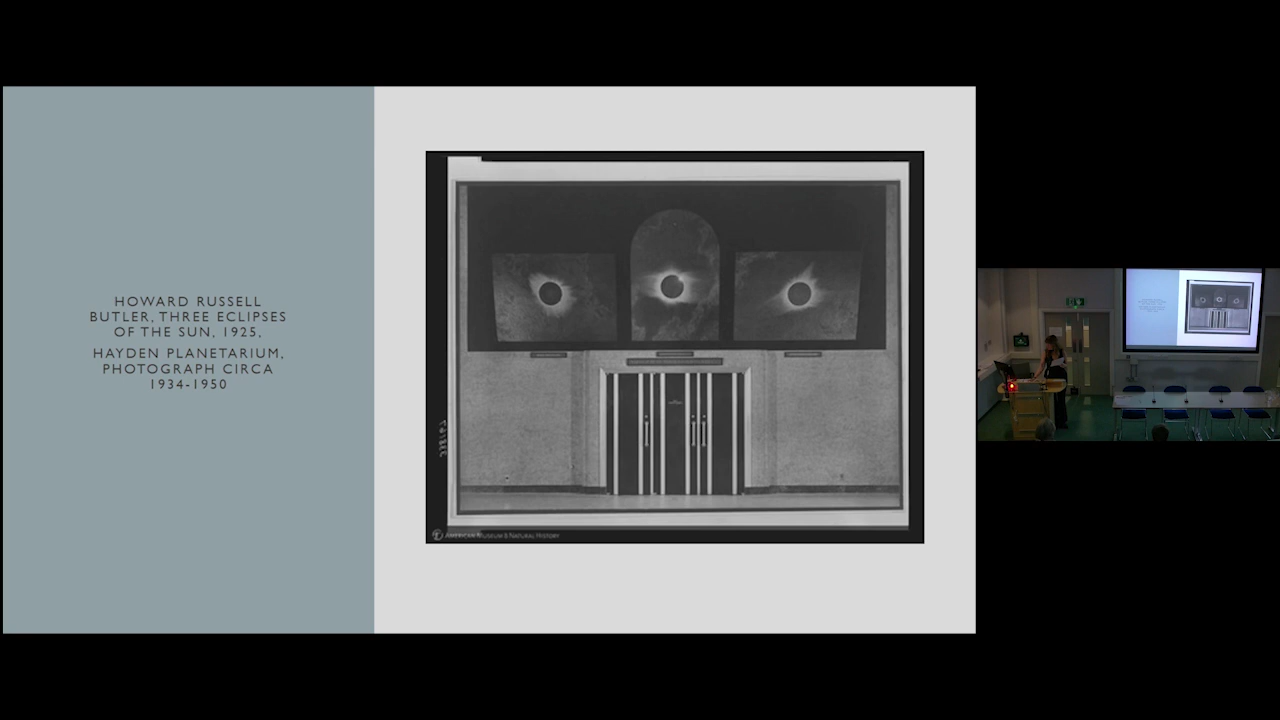 HOWARD RUSSELL
BUTLER, THREE ECLIPSES
OF THE SUN, 1925,
HAYDEN PLANETARIUM,
PHOTOGRAPH CIRCA
1934-1950
AMERICAN MUSEUM & NATURAL HISTORY